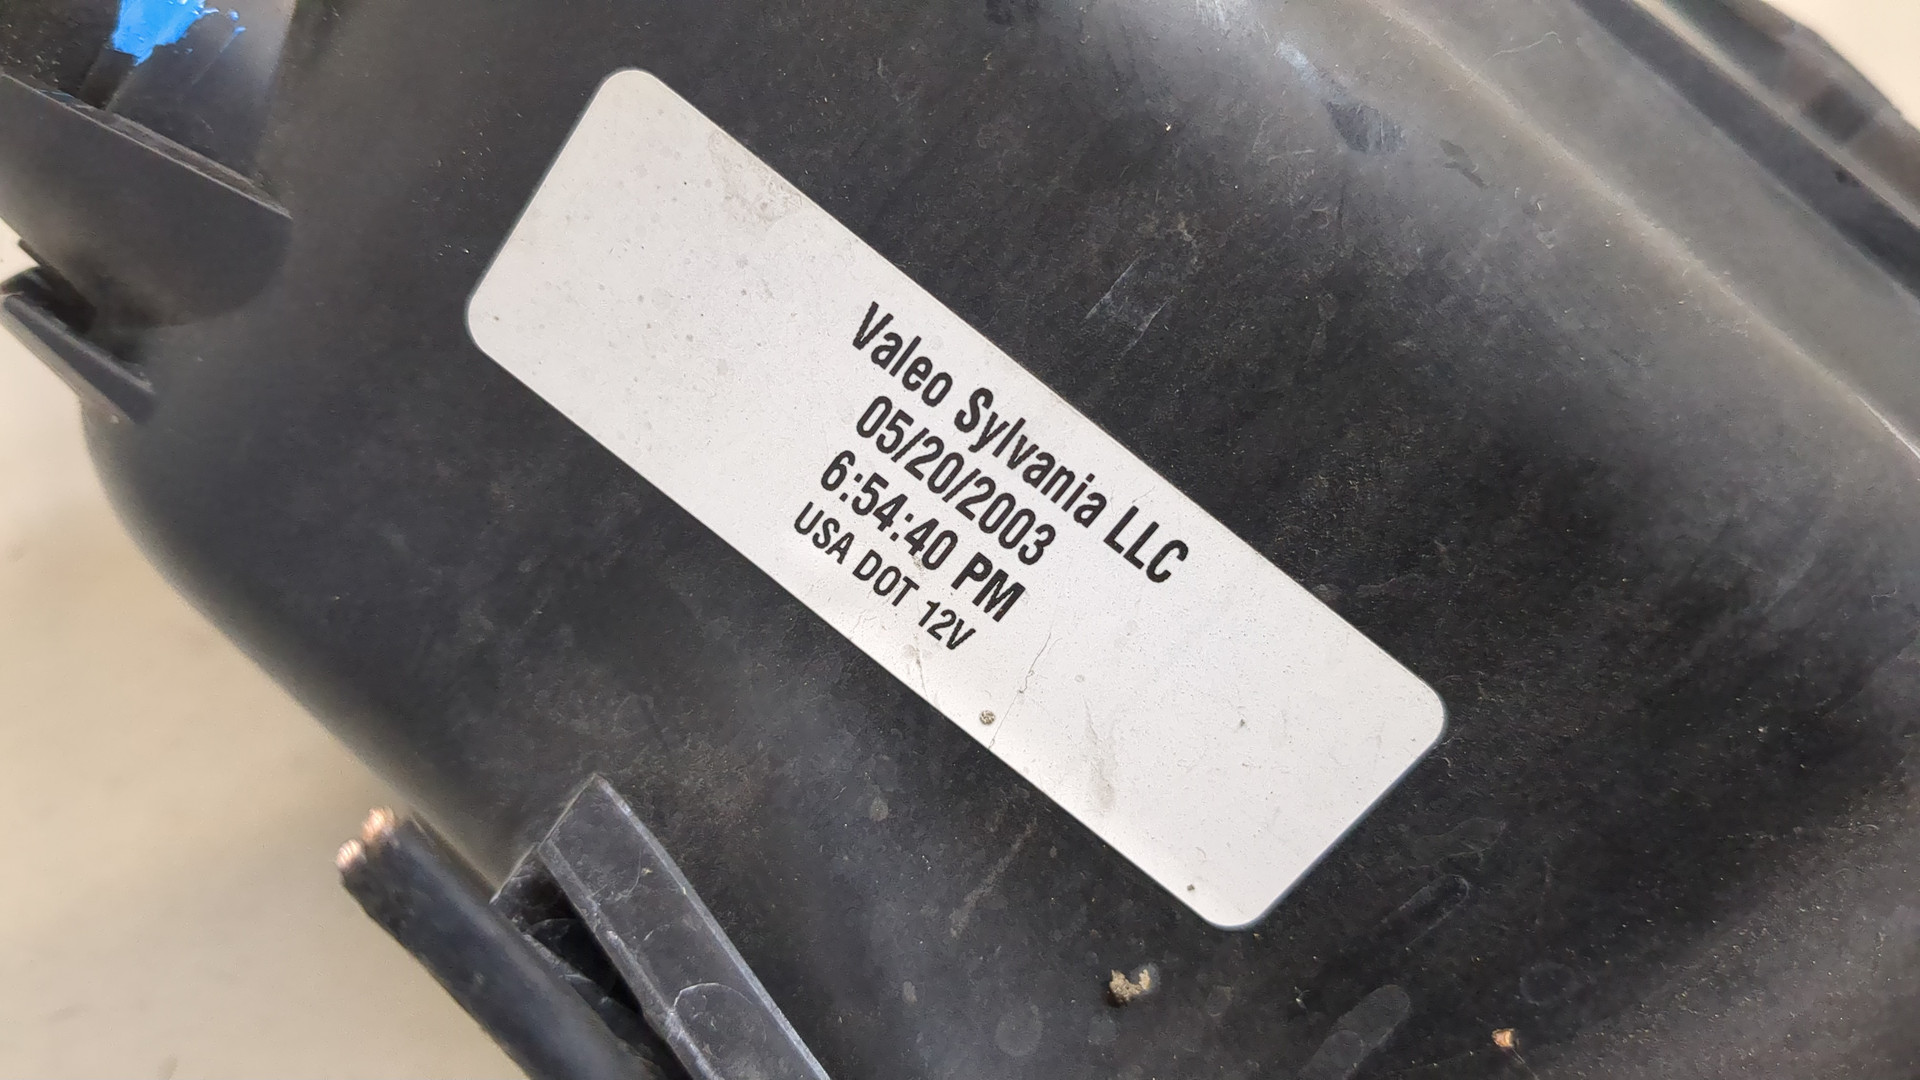 Valeo Sylvania LLC
05/20/2003
6:54:40 PM
USA DOT 12V